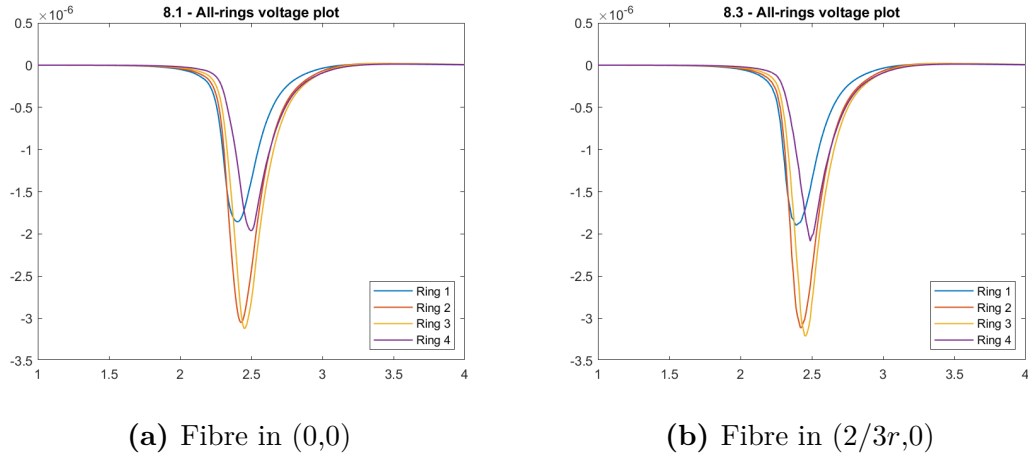 ×10⁻⁶
8.1 - All-rings voltage plot
0.5
0
-0.5
-1
-1.5
-2
-2.5
-3
-3.5
1
1.5
2
2.5
3
3.5
4
Ring 1
Ring 2
Ring 3
Ring 4
(a) Fibre in (0,0)
×10⁻⁶
8.3 - All-rings voltage plot
0.5
0
-0.5
-1
-1.5
-2
-2.5
-3
-3.5
1
1.5
2
2.5
3
3.5
4
Ring 1
Ring 2
Ring 3
Ring 4
(b) Fibre in (2/3r,0)